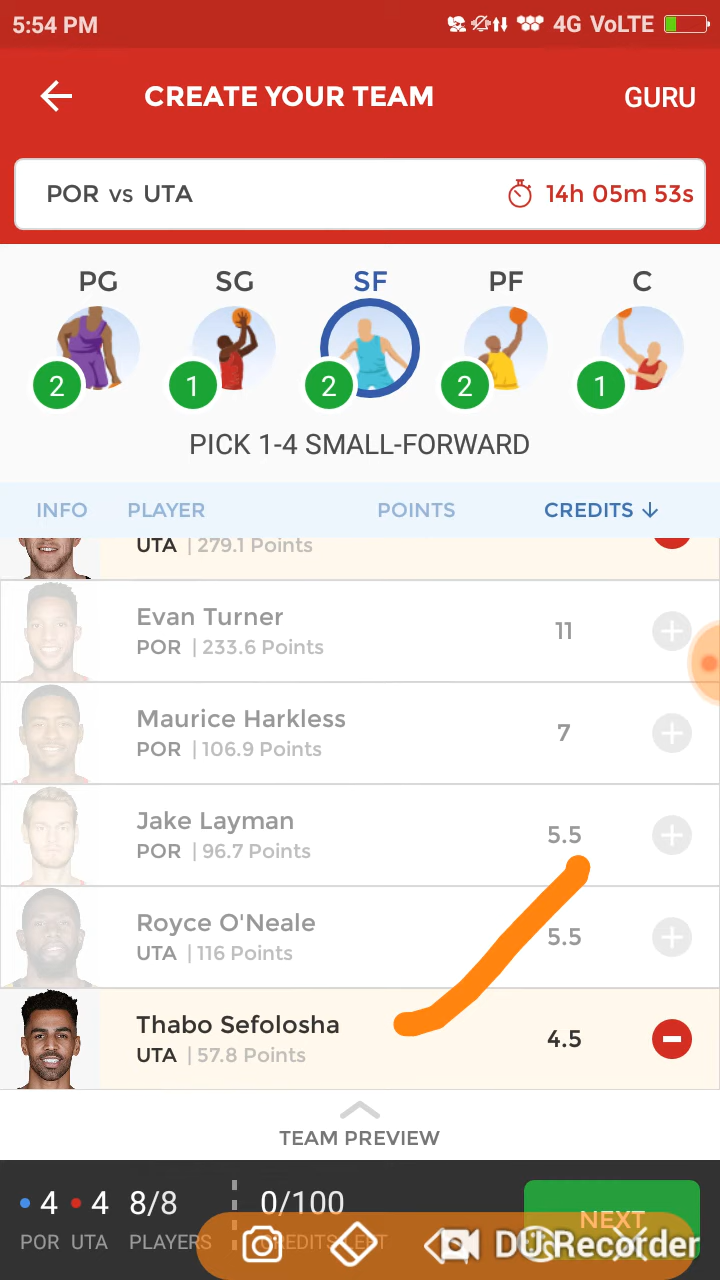 5:54 PM 4G VoLTE
CREATE YOUR TEAM GURU
POR vs UTA 14h 05m 53s
PG SG SF PF C
2 1 2 2 1
PICK 1-4 SMALL-FORWARD
INFO PLAYER POINTS CREDITS
UTA | 279.1 Points
Evan Turner
11
POR | 233.6 Points
Maurice Harkless
7
POR | 106.9 Points
Jake Layman
5.5
POR | 96.7 Points
Royce O'Neale
5.5
UTA | 116 Points
Thabo Sefolosha
4.5
UTA | 57.8 Points
TEAM PREVIEW
4 4 8/8 0/100
NEXT
POR UTA PLAYERS CREDITS LEFT
DU Recorder